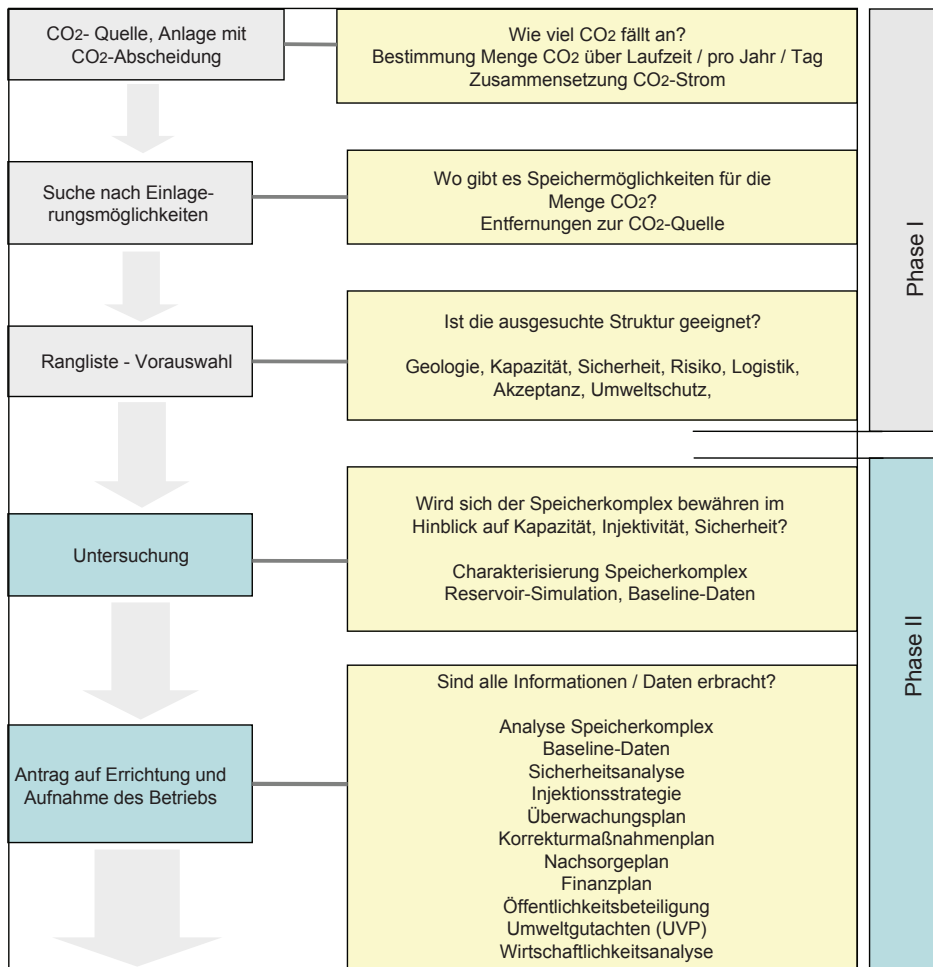 CO2- Quelle, Anlage mit
CO2-Abscheidung
Wie viel CO2 fällt an?
Bestimmung Menge CO2 über Laufzeit / pro Jahr / Tag
Zusammensetzung CO2-Strom
Suche nach Einlage-
rungsmöglichkeiten
Wo gibt es Speichermöglichkeiten für die
Menge CO2?
Entfernungen zur CO2-Quelle
Rangliste - Vorauswahl
Ist die ausgesuchte Struktur geeignet?
Geologie, Kapazität, Sicherheit, Risiko, Logistik,
Akzeptanz, Umweltschutz,
Phase I
Untersuchung
Wird sich der Speicherkomplex bewähren im
Hinblick auf Kapazität, Injektivität, Sicherheit?
Charakterisierung Speicherkomplex
Reservoir-Simulation, Baseline-Daten
Antrag auf Errichtung und
Aufnahme des Betriebs
Sind alle Informationen / Daten erbracht?
Analyse Speicherkomplex
Baseline-Daten
Sicherheitsanalyse
Injektionsstrategie
Überwachungsplan
Korrekturmaßnahmenplan
Nachsorgeplan
Finanzplan
Öffentlichkeitsbeteiligung
Umweltgutachten (UVP)
Wirtschaftlichkeitsanalyse
Phase II